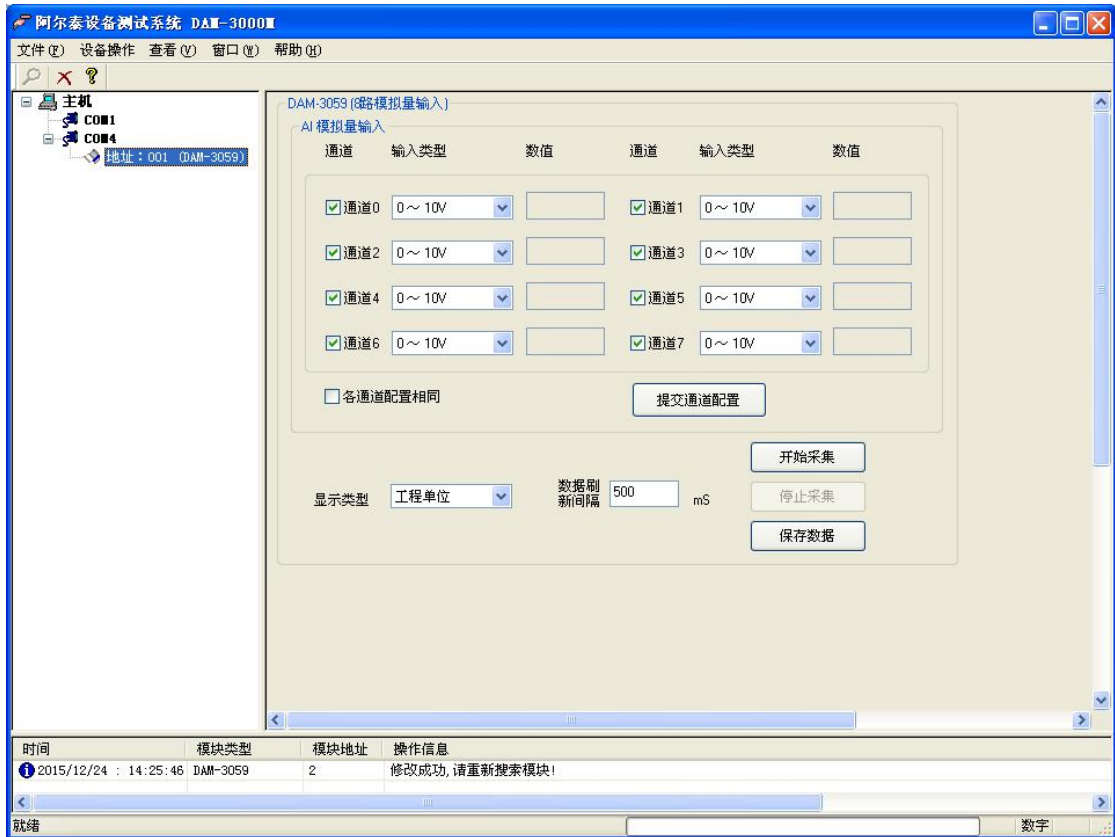 阿尔泰设备测试系统 DAM-3000M
文件(F) 设备操作 查看(V) 窗口(W) 帮助(H)
主机
COM1
COM4
地址：001 (DAM-3059)
DAM-3059 (8路模拟量输入)
AI 模拟量输入
通道 输入类型 数值 通道 输入类型 数值
通道0 0～10V 通道1 0～10V
通道2 0～10V 通道3 0～10V
通道4 0～10V 通道5 0～10V
通道6 0～10V 通道7 0～10V
各通道配置相同 提交通道配置
开始采集
显示类型 工程单位 数据刷新间隔 500 mS 停止采集
保存数据
时间 模块类型 模块地址 操作信息
2015/12/24 : 14:25:46 DAM-3059 2 修改成功,请重新搜索模块!
就绪 数字